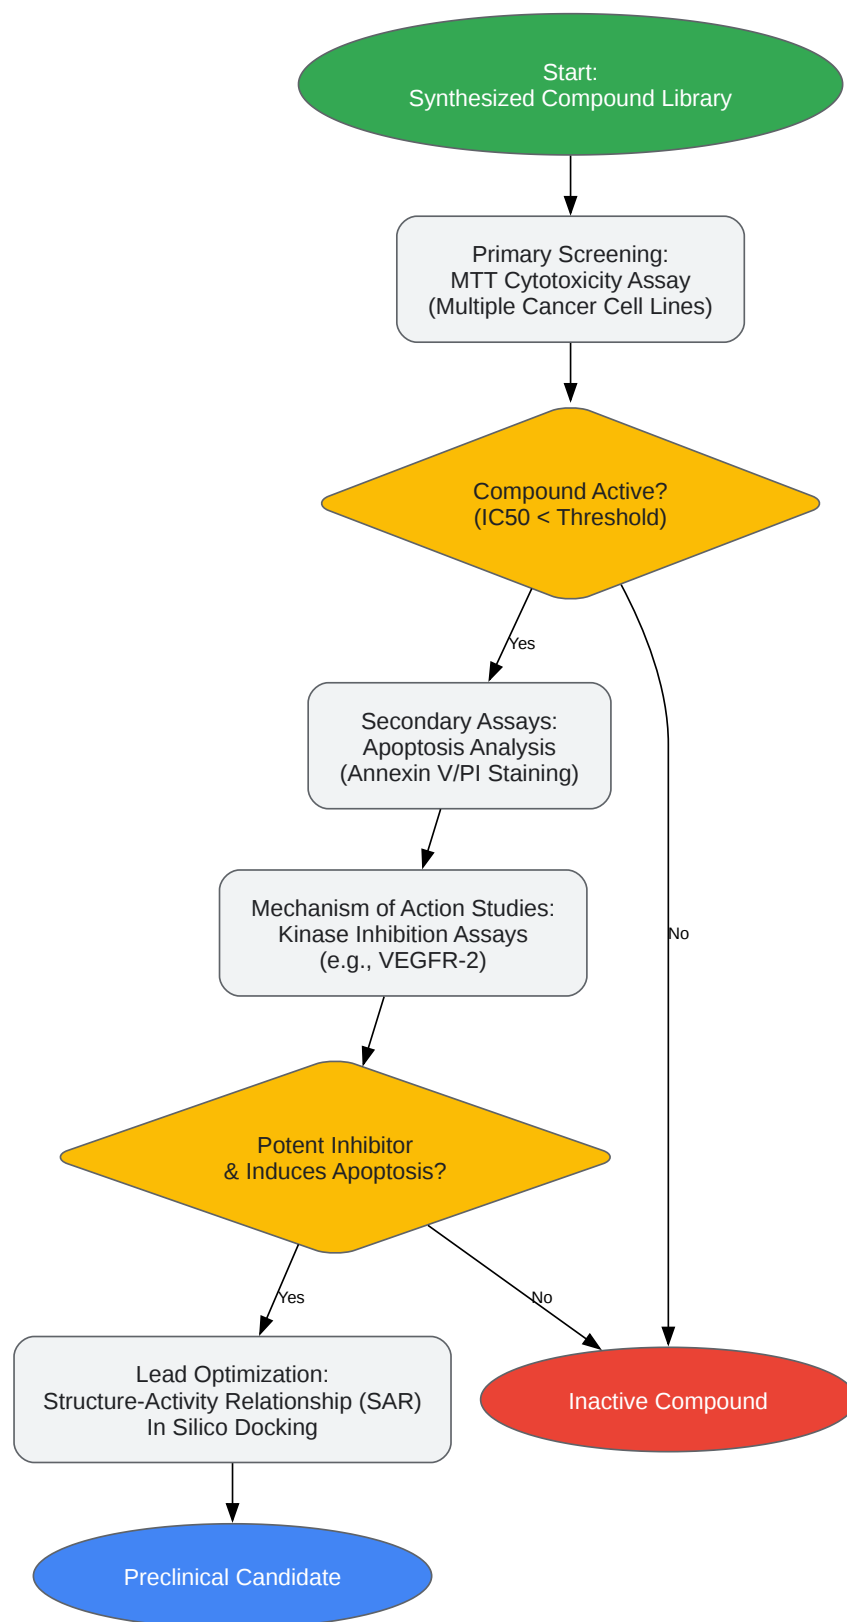 Start:
Synthesized Compound Library
Primary Screening:
MTT Cytotoxicity Assay
(Multiple Cancer Cell Lines)
Compound Active?
(IC50 < Threshold)
Yes
Secondary Assays:
Apoptosis Analysis
(Annexin V/PI Staining)
Mechanism of Action Studies:
Kinase Inhibition Assays
(e.g., VEGFR-2)
No
Potent Inhibitor
& Induces Apoptosis?
Yes
No
Lead Optimization:
Structure-Activity Relationship (SAR)
In Silico Docking
Inactive Compound
Preclinical Candidate